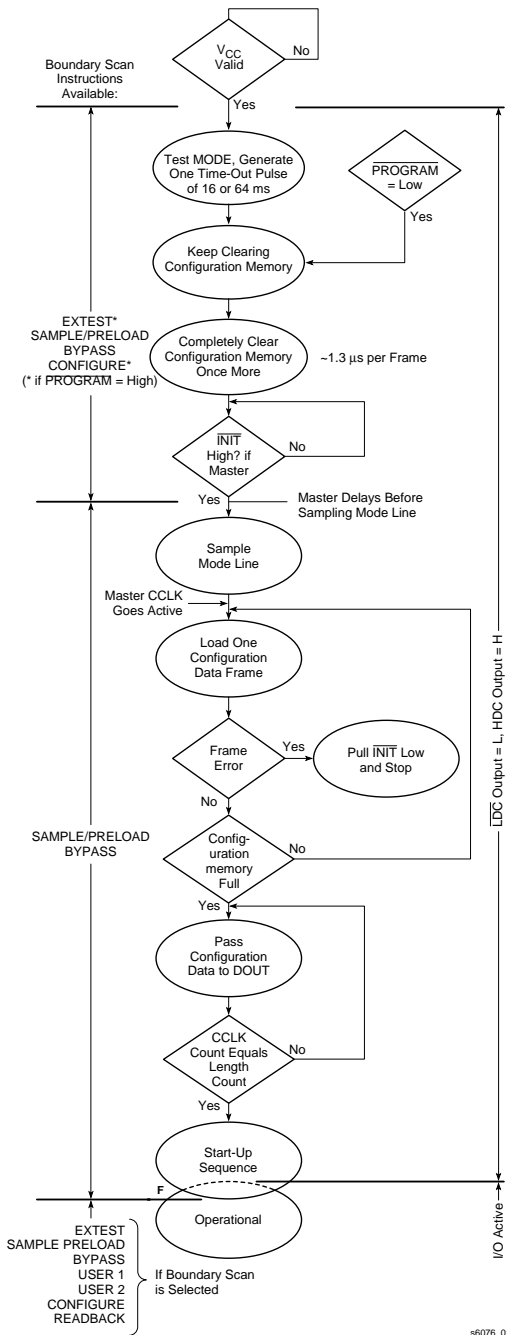 Boundary Scan
Instructions
Available:
VCC
Valid
No
Yes
Test MODE, Generate
One Time-Out Pulse
of 16 or 64 ms
PROGRAM
= Low
Yes
Keep Clearing
Configuration Memory
EXTEST*
SAMPLE/PRELOAD
BYPASS
CONFIGURE*
(* if PROGRAM = High)
Completely Clear
Configuration Memory
Once More
~1.3 µs per Frame
INIT
High? if
Master
No
Yes
Master Delays Before
Sampling Mode Line
Sample
Mode Line
Master CCLK
Goes Active
Load One
Configuration
Data Frame
LDC Output = L, HDC Output = H
Frame
Error
Yes
Pull INIT Low
and Stop
No
SAMPLE/PRELOAD
BYPASS
Config-
uration
memory
Full
No
Yes
Pass
Configuration
Data to DOUT
CCLK
Count Equals
Length
Count
No
Yes
Start-Up
Sequence
F
Operational
I/O Active
EXTEST
SAMPLE PRELOAD
BYPASS
USER 1
USER 2
CONFIGURE
READBACK
If Boundary Scan
is Selected
s6076_0